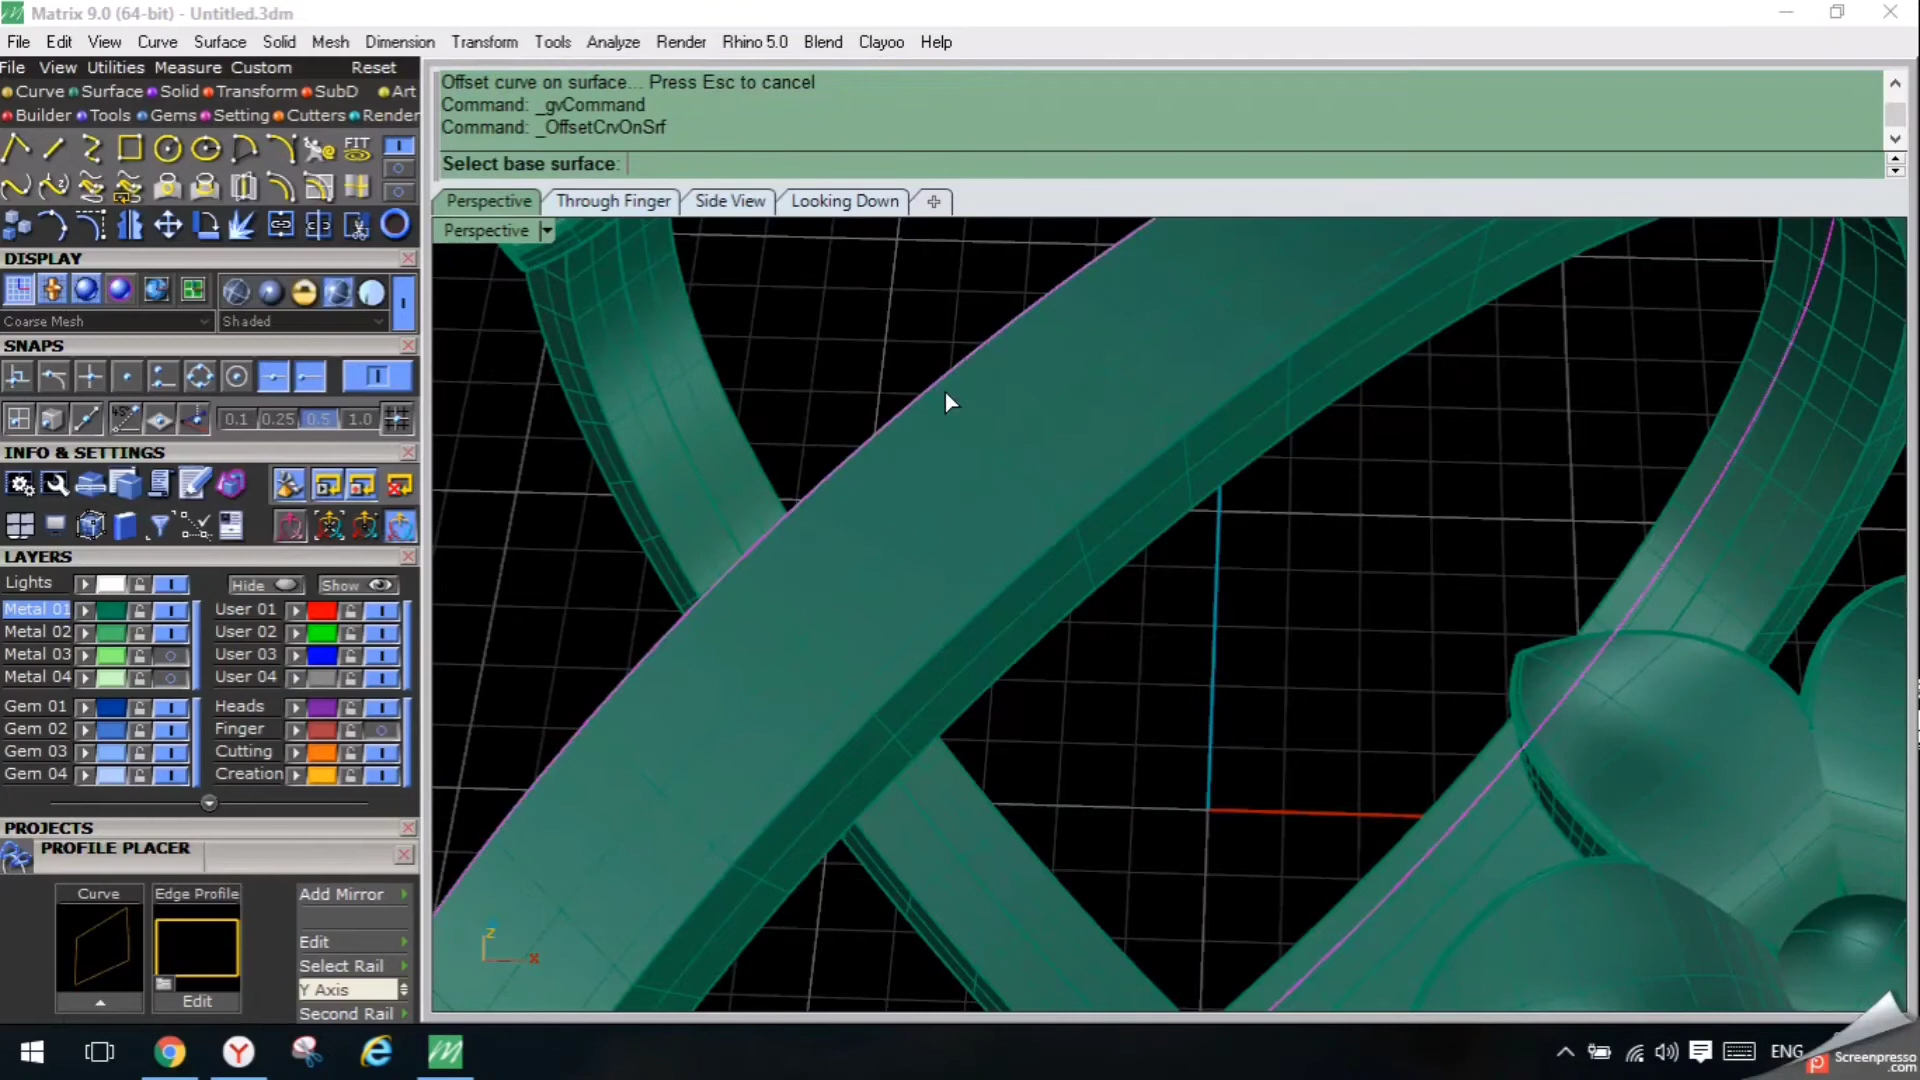 Matrix 9.0 (64-bit) - Untitled.3dm
File Edit View Curve Surface Solid Mesh Dimension Transform Tools Analyze Render Rhino 5.0 Blend Clayoo Help
File View Utilities Measure Custom Reset
Curve Surface Solid Transform SubD Art
Builder Tools Gems Setting Cutters Render
FIT
Offset curve on surface... Press Esc to cancel
Command: _gvCommand
Command: _OffsetCrvOnSrf
Select base surface:
Perspective Through Finger Side View Looking Down
Perspective
DISPLAY
Coarse Mesh Shaded
SNAPS
45° 0.1 0.25 0.5 1.0
INFO & SETTINGS
LAYERS
Lights Hide Show
Metal 01 User 01
Metal 02 User 02
Metal 03 User 03
Metal 04 User 04
Gem 01 Heads
Gem 02 Finger
Gem 03 Cutting
Gem 04 Creation
PROJECTS
PROFILE PLACER
Curve Edge Profile Add Mirror
Edit
Select Rail
Y Axis
Edit Second Rail
z
x
ENG
Screenpresso
.com